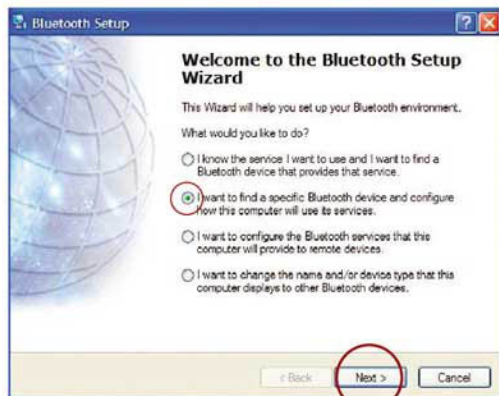 Bluetooth Setup
Welcome to the Bluetooth Setup
Wizard
This Wizard will help you set up your Bluetooth environment.
What would you like to do?
I know the service I want to use and I want to find a
Bluetooth device that provides that service.
I want to find a specific Bluetooth device and configure
how this computer will use its services.
I want to configure the Bluetooth services that this
computer will provide to remote devices.
I want to change the name and/or device type that this
computer displays to other Bluetooth devices.
< Back
Next >
Cancel